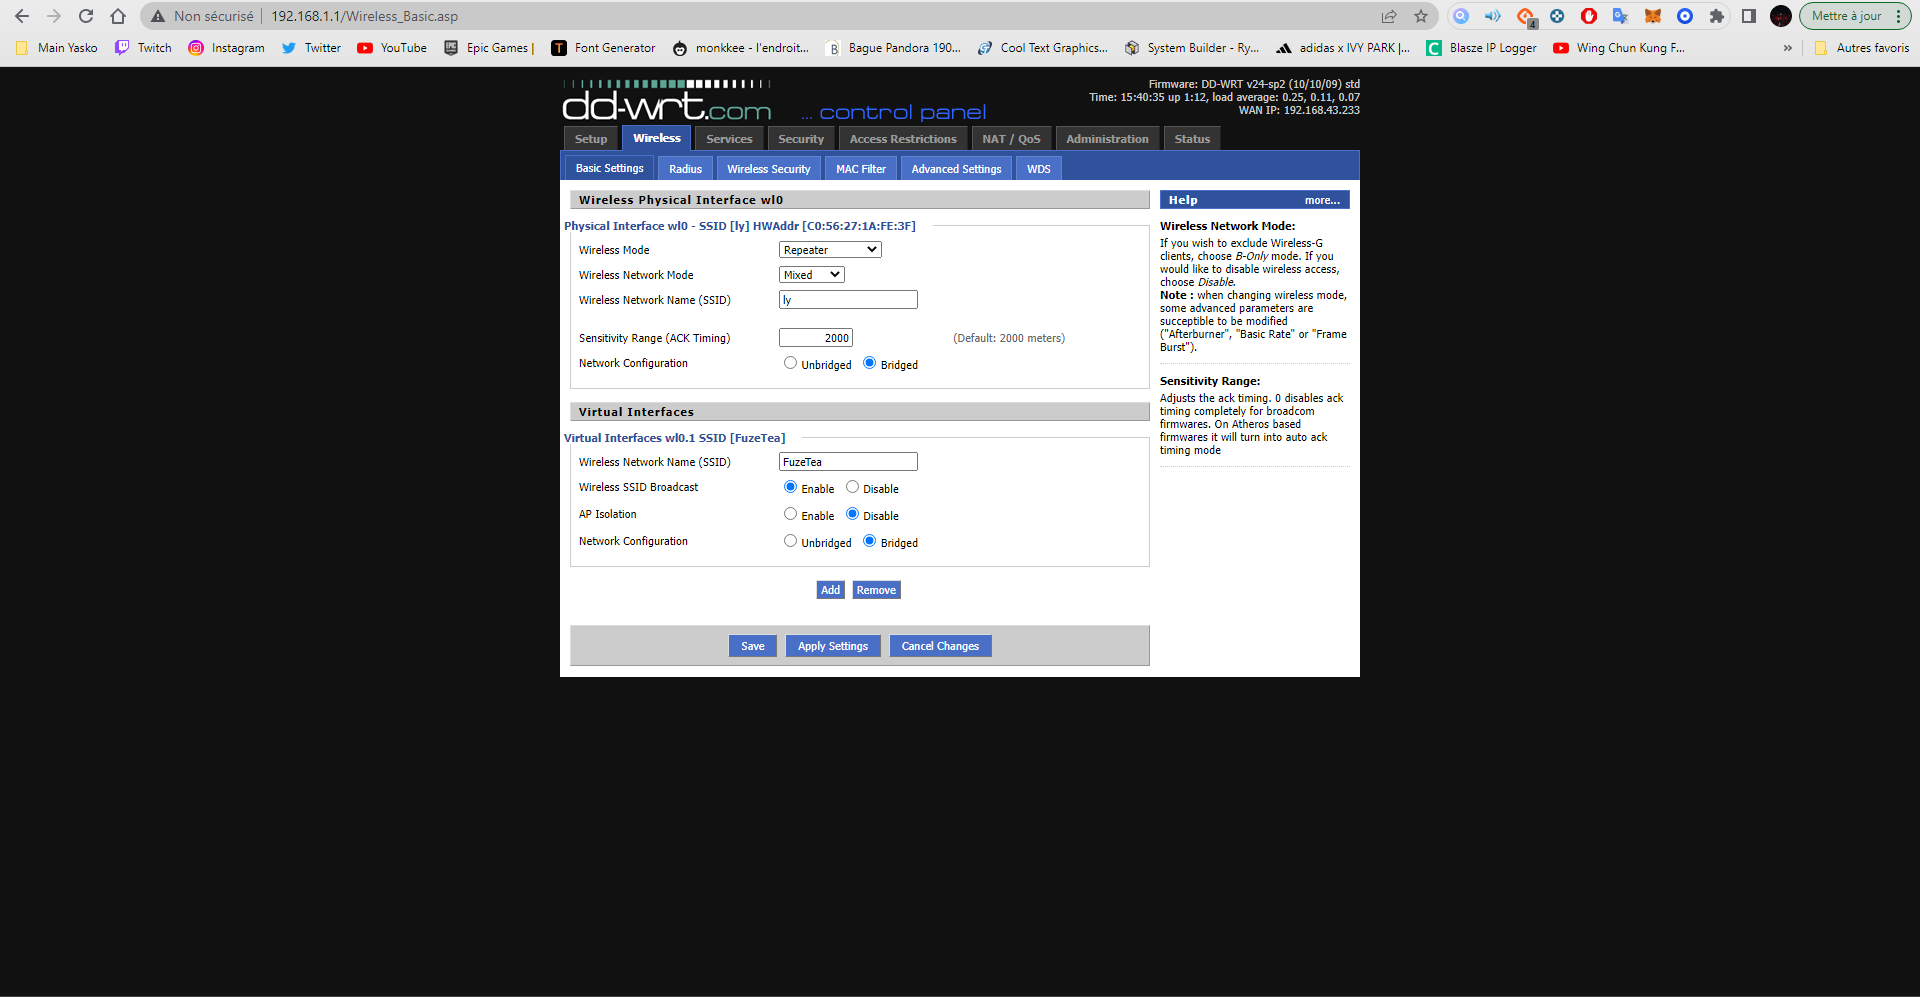 Non sécurisé 192.168.1.1/Wireless_Basic.asp 4 Mettre à jour
Main Yasko Twitch Instagram Twitter YouTube EPIC Epic Games | T Font Generator monkkee - l'endroit... B Bague Pandora 190... Cool Text Graphics... System Builder - Ry... adidas x IVY PARK |... C Blasze IP Logger Wing Chun Kung F... » Autres favoris
dd-wrt.com ... control panel
Firmware: DD-WRT v24-sp2 (10/10/09) std
Time: 15:40:35 up 1:12, load average: 0.25, 0.11, 0.07
WAN IP: 192.168.43.233
Setup Wireless Services Security Access Restrictions NAT / QoS Administration Status
Basic Settings Radius Wireless Security MAC Filter Advanced Settings WDS
Wireless Physical Interface wl0
Physical Interface wl0 - SSID [ly] HWAddr [C0:56:27:1A:FE:3F]
Wireless Mode Repeater
Wireless Network Mode Mixed
Wireless Network Name (SSID) ly
Sensitivity Range (ACK Timing) 2000 (Default: 2000 meters)
Network Configuration Unbridged Bridged
Virtual Interfaces
Virtual Interfaces wl0.1 SSID [FuzeTea]
Wireless Network Name (SSID) FuzeTea
Wireless SSID Broadcast Enable Disable
AP Isolation Enable Disable
Network Configuration Unbridged Bridged
Add Remove
Save Apply Settings Cancel Changes
Help more...
Wireless Network Mode:
If you wish to exclude Wireless-G
clients, choose B-Only mode. If you
would like to disable wireless access,
choose Disable.
Note : when changing wireless mode,
some advanced parameters are
succeptible to be modified
("Afterburner", "Basic Rate" or "Frame
Burst").
Sensitivity Range:
Adjusts the ack timing. 0 disables ack
timing completely for broadcom
firmwares. On Atheros based
firmwares it will turn into auto ack
timing mode